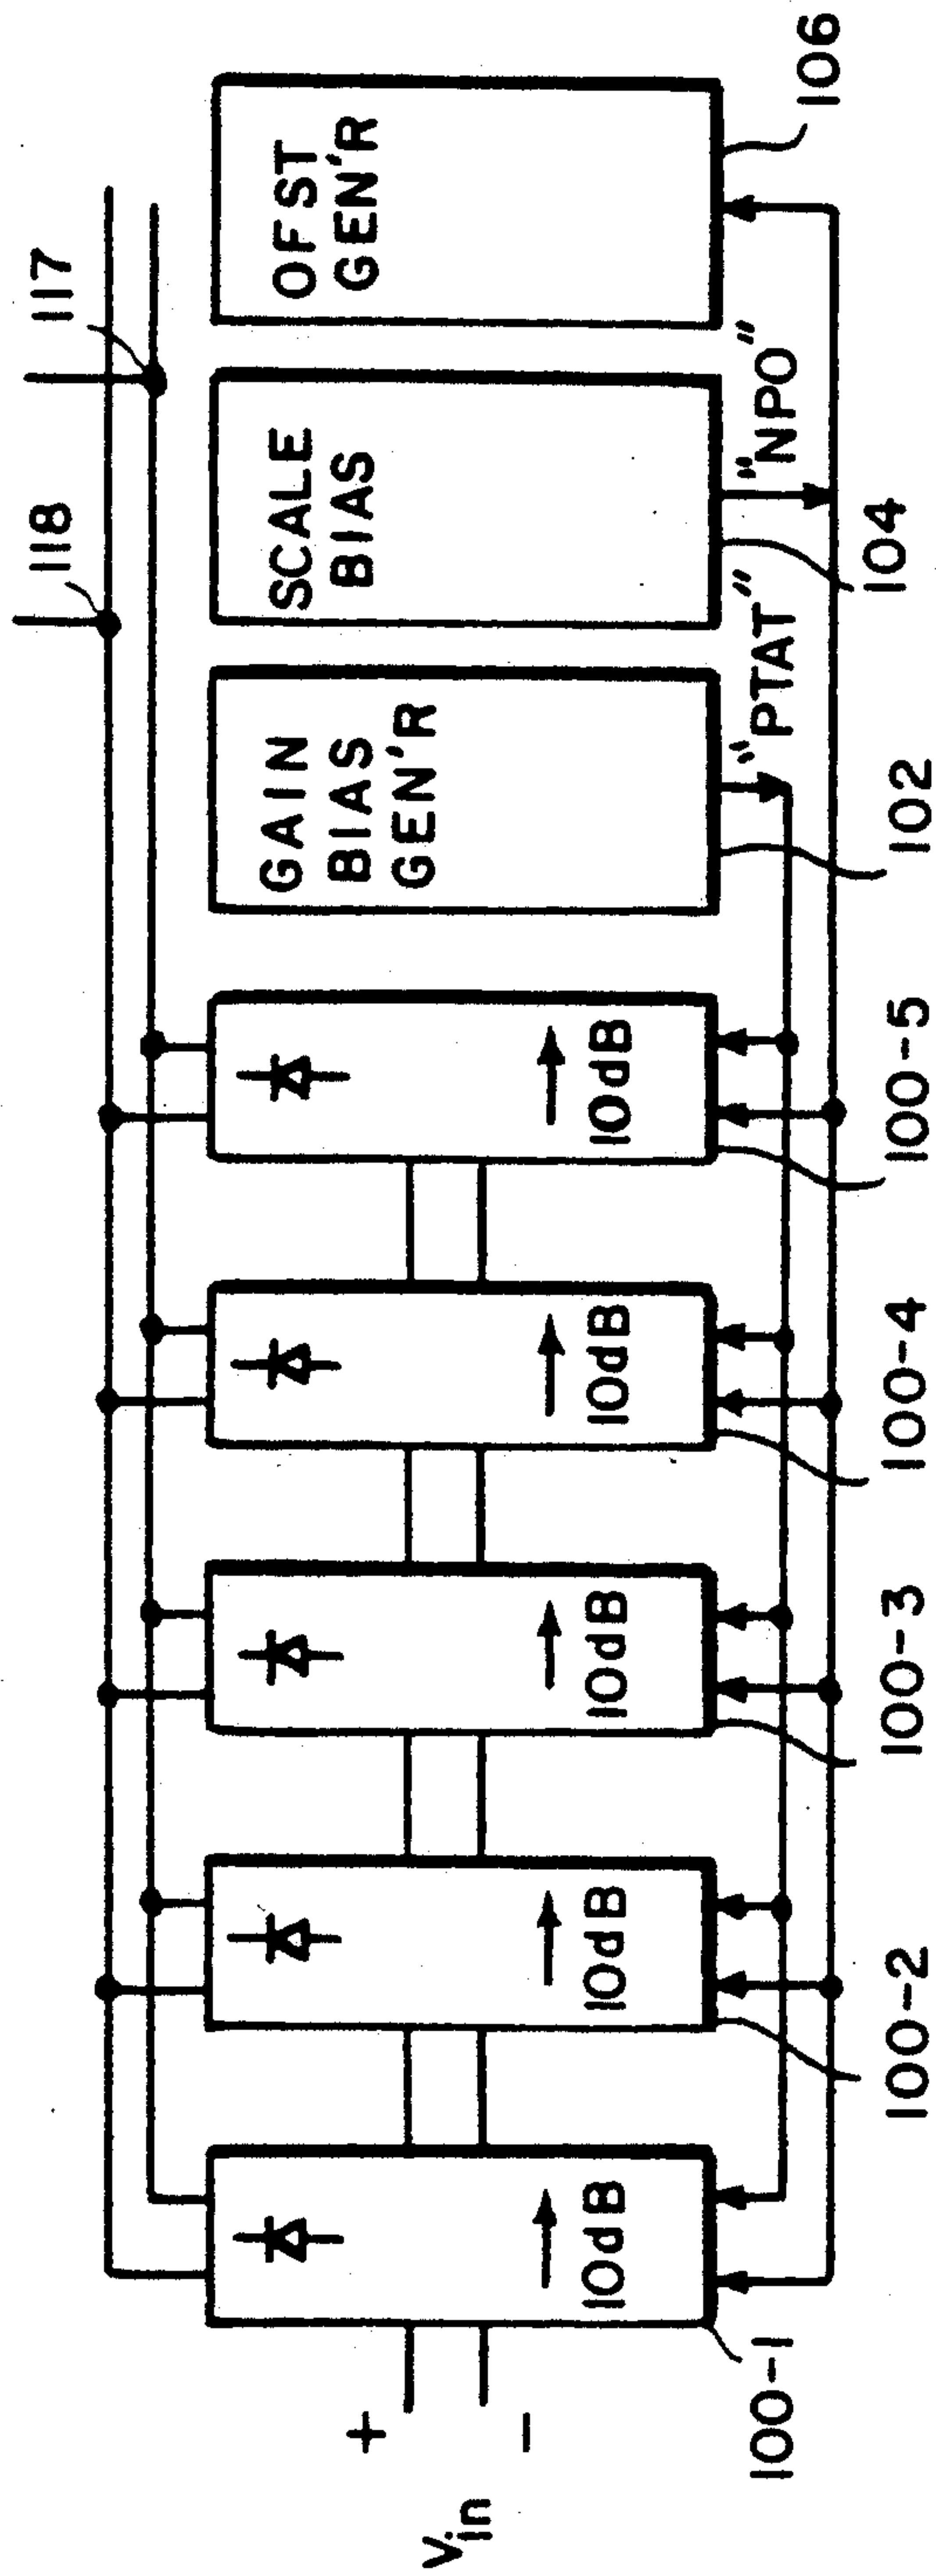 118
117
GAIN
BIAS
GEN'R
SCALE
BIAS
OFST
GEN'R
+
Vin
−
10dB
10dB
10dB
10dB
10dB
"PTAT"
"NPO"
106
100-1
100-2
100-3
100-4
100-5
102
104